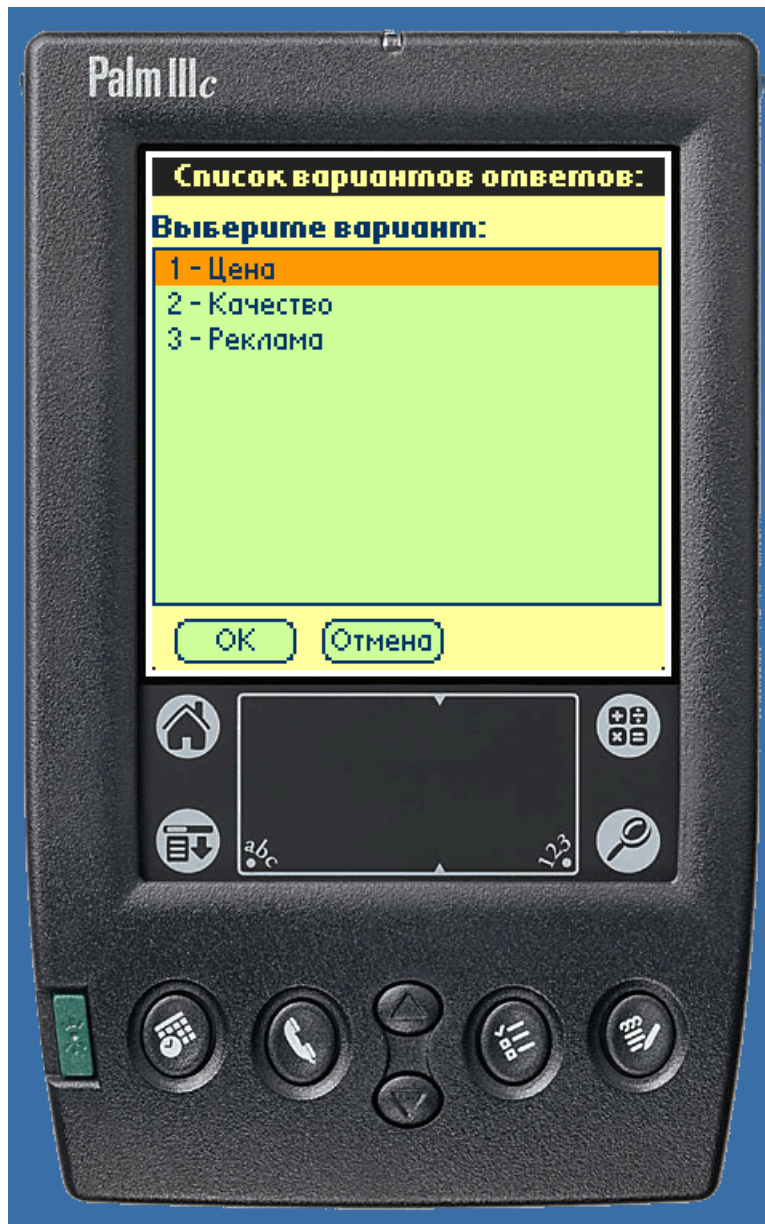 Palm IIIc
Список вариантов ответов:
Выберите вариант:
1 - Цена
2 - Качество
3 - Реклама
OK
Отмена
abc
123